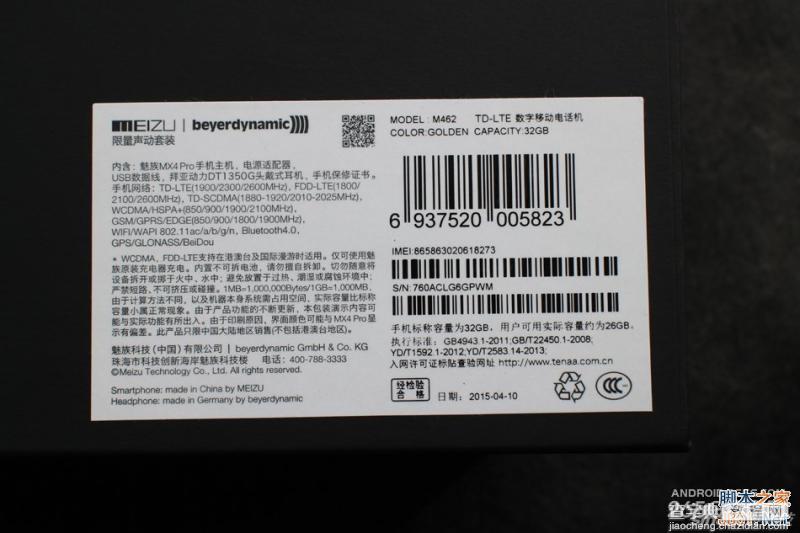 MEIZU | beyerdynamic))))
限量声动套装
内含：魅族MX4 Pro手机主机，电源适配器，
USB数据线，拜亚动力DT1350G头戴式耳机，手机保修证书。
手机网络：TD-LTE(1900/2300/2600MHz), FDD-LTE(1800/
2100/2600MHz), TD-SCDMA(1880-1920/2010-2025MHz),
WCDMA/HSPA+(850/900/1900/2100MHz),
GSM/GPRS/EDGE(850/900/1800/1900MHz)
WIFI/WAPI 802.11ac/a/b/g/n, Bluetooth4.0,
GPS/GLONASS/BeiDou
* WCDMA, FDD-LTE支持在港澳台及国际漫游时适用。仅可使用魅
族原装充电器充电。内置不可拆电池，请勿擅自拆卸。切勿随意将
设备拆开或掷于火中、水中；避免放置于过热、潮湿或腐蚀环境中；
严禁短路、不可挤压或碰撞。1MB=1,000,000Bytes/1GB=1,000MB，
由于计算方法不同，以及机器本身系统需占用空间，实际容量比标称
容量小属正常现象。由于产品功能的不断更新，本包装演示内容可
能与实际功能有所出入。由于印刷原因，界面颜色可能与MX4 Pro显
示有偏差。此产品只限中国大陆地区销售(不包括港澳台地区)
魅族科技（中国）有限公司 | beyerdynamic GmbH & Co. KG
珠海市科技创新海岸魅族科技楼 电话：400-788-3333
©Meizu Technology Co., Ltd. All rights reserved.
Smartphone: made in China by MEIZU
Headphone: made in Germany by beyerdynamic
MODEL : M462 TD-LTE 数字移动电话机
COLOR:GOLDEN CAPACITY:32GB
6 937520 005823
IMEI:865863020618273
S/N:760ACLG6GPWM
手机标称容量为32GB，用户可用实际容量约为26GB。
执行标准：GB4943.1-2011;GB/T22450.1-2008;
YD/T1592.1-2012;YD/T2583.14-2013;
入网许可证标贴查验网址 http://www.tenaa.com.cn
经检验
合格
日期：2015-04-10
CCC
脚本之家
jiaocheng.chazidian.com